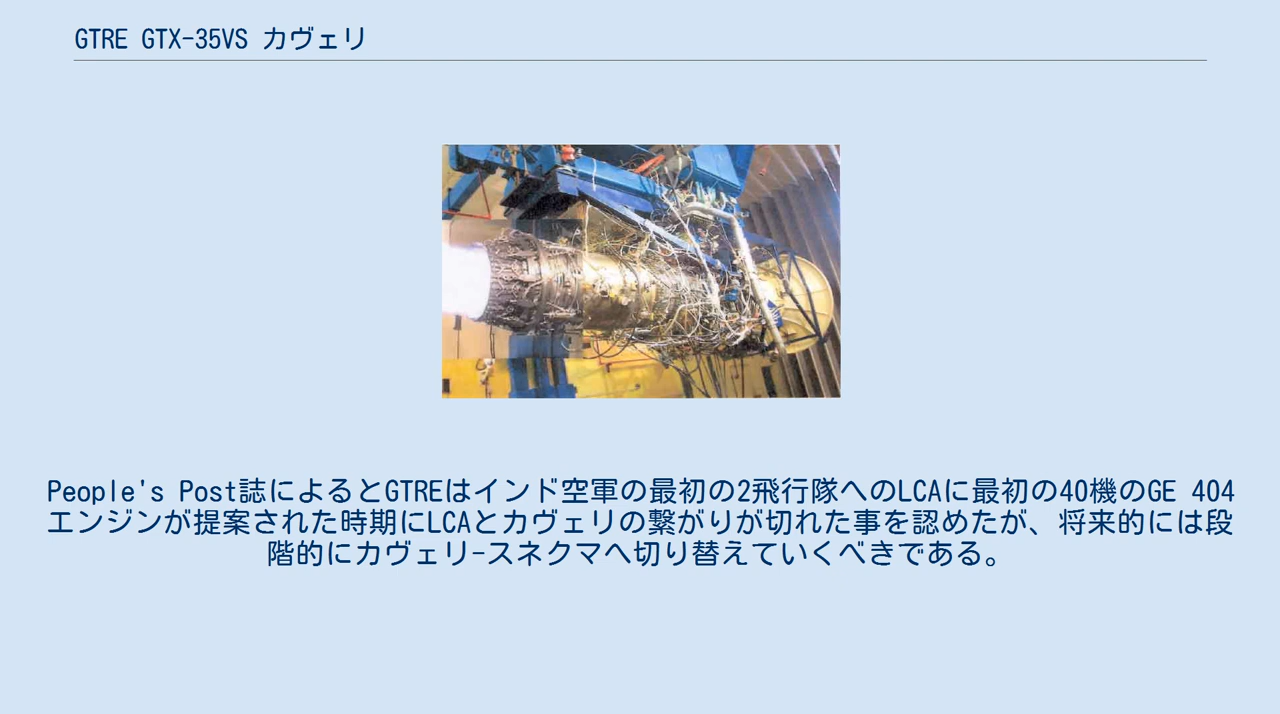 GTRE GTX-35VS カヴェリ
People's Post誌によるとGTREはインド空軍の最初の2飛行隊へのLCAに最初の40機のGE 404
エンジンが提案された時期にLCAとカヴェリの繋がりが切れた事を認めたが、将来的には段
階的にカヴェリ-スネクマへ切り替えていくべきである。